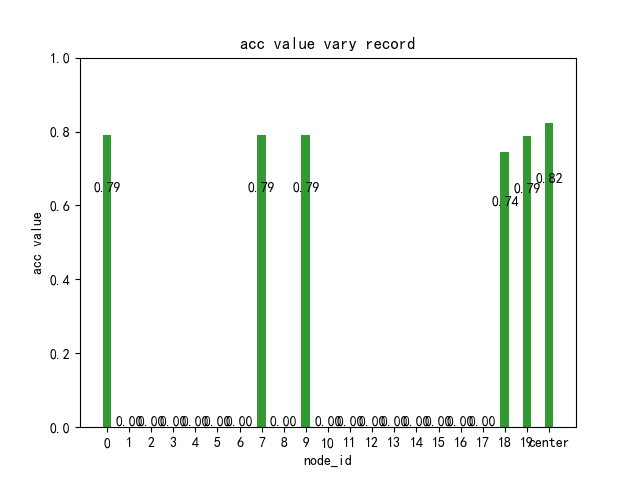 acc value vary record
1.0
0.8
0.6
0.4
0.2
0.0
acc value
0.79 0.00 0.00 0.00 0.00 0.00 0.00 0.79 0.00 0.79 0.00 0.00 0.00 0.00 0.00 0.00 0.00 0.00 0.74 0.79 0.82
0 1 2 3 4 5 6 7 8 9 10 11 12 13 14 15 16 17 18 19 center
node_id